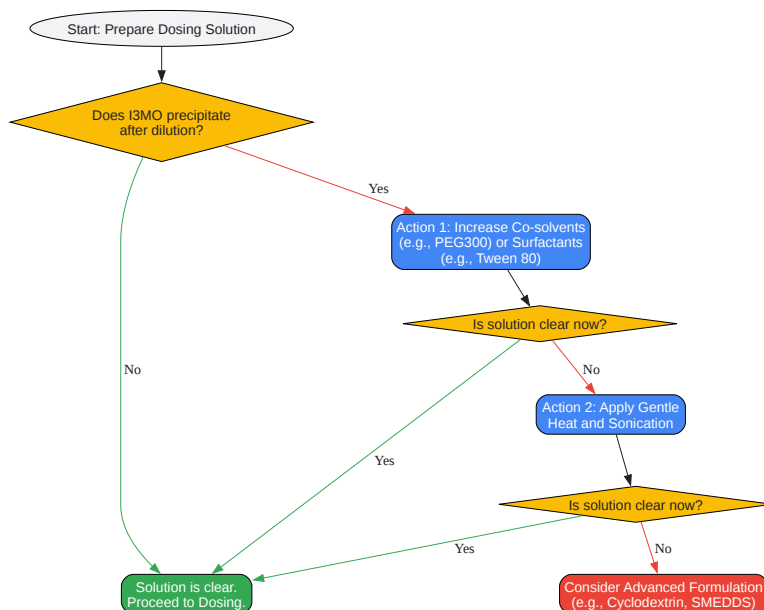 Start: Prepare Dosing Solution
Does I3MO precipitate
after dilution?
Yes
Action 1: Increase Co-solvents
(e.g., PEG300) or Surfactants
(e.g., Tween 80)
Is solution clear now?
No
No
Action 2: Apply Gentle
Heat and Sonication
Yes
Is solution clear now?
Yes
No
Solution is clear.
Proceed to Dosing.
Consider Advanced Formulation
(e.g., Cyclodextrin, SMEDDS)